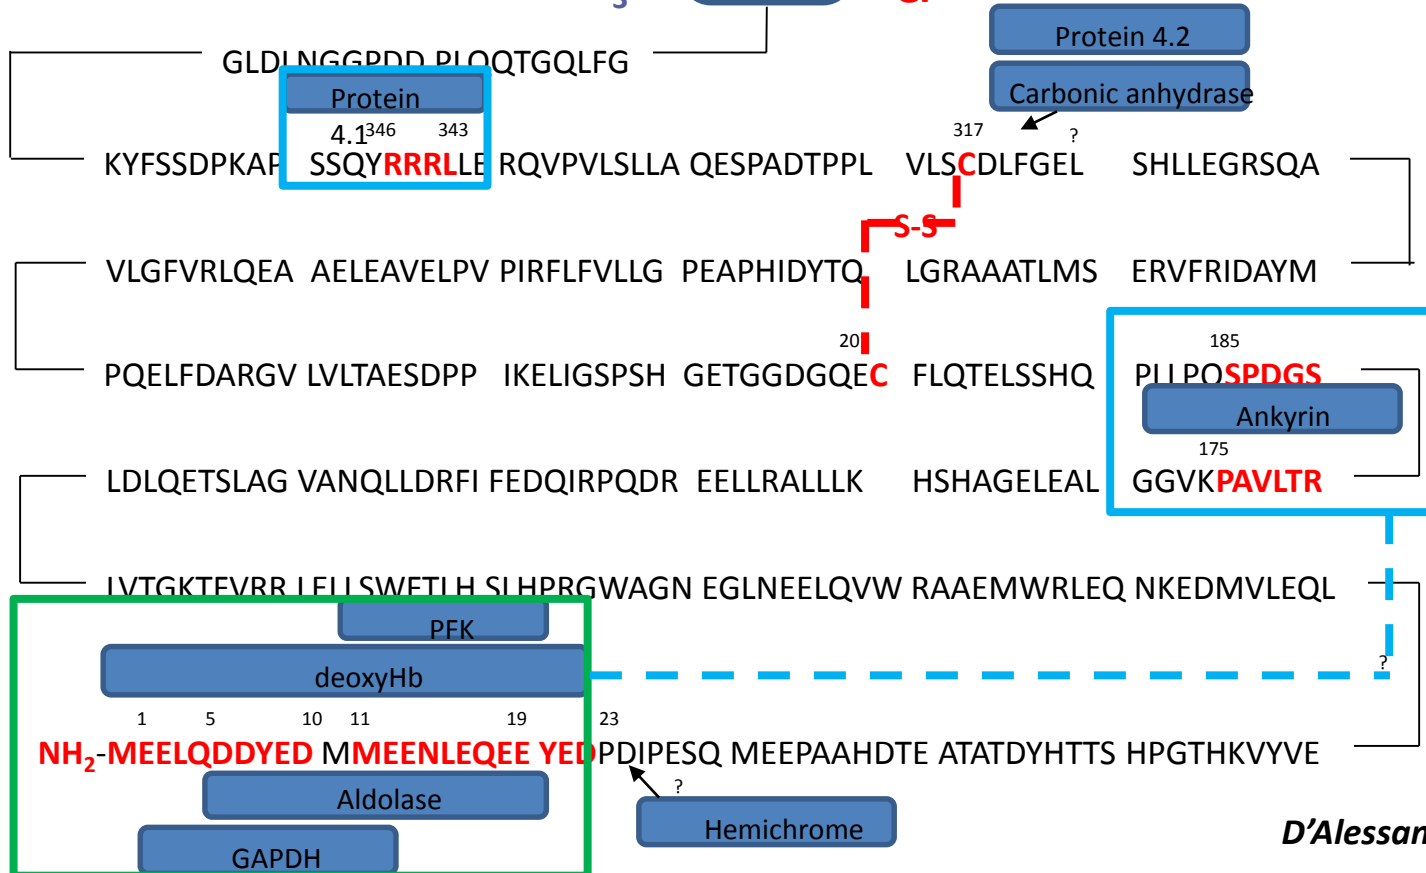 S
Protein 4.2
GLDLNGGPDD PLQQTGQLFG
Protein
Carbonic anhydrase
4.1 346 343 317 ?
KYFSSDPKAP SSQYRRRLLE RQVPVLSLLA QESPADTPPL VLSCDLFGEL SHLLEGRSQA
S-S
VLGFVRLQEA AELEAVELPV PIRFLFVLLG PEAPHIDYTQ LGRAAATLMS ERVFRIDAYM
20 185
PQELFDARGV LVLTAESDPP IKELIGSPSH GETGGDGQEC FLQTELSSHQ PLLPQSPDGS
Ankyrin
175
LDLQETSLAG VANQLLDRFI FEDQIRPQDR EELLRALLLK HSHAGELEAL GGVKPAVLTR
LVTGKTEVRR LELLSWETLH SLHPRGWAGN EGLNEELQVW RAAEMWRLEQ NKEDMVLEQL
PFK
deoxyHb
?
1 5 10 11 19 23
NH2-MEELQDDYED MMEENLEQEE YEDPDIPESQ MEEPAAHDTE ATATDYHTTS HPGTHKVYVE
?
Aldolase
Hemichrome
D'Alessan
GAPDH